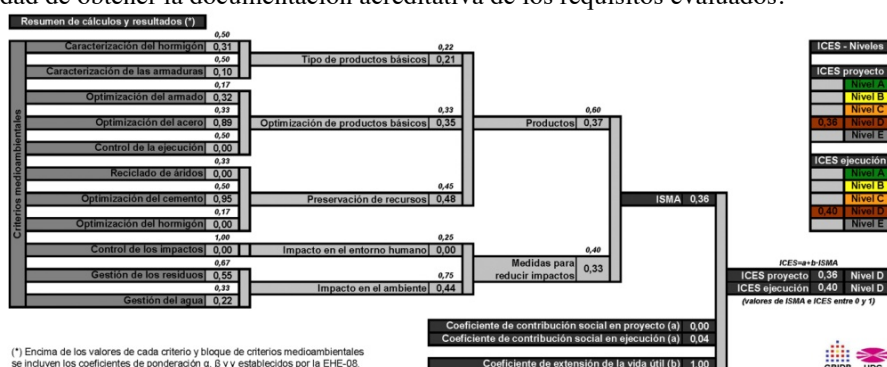 dad de obtener la documentación acreditativa de los requisitos evaluados?
Resumen de cálculos y resultados (*)
Criterios medioambientales
0,50
Caracterización del hormigón 0,31
0,50
Caracterización de las armaduras 0,10
0,17
Optimización del armado 0,32
0,33
Optimización del acero 0,89
0,50
Control de la ejecución 0,00
0,33
Reciclado de áridos 0,00
0,50
Optimización del cemento 0,95
0,17
Optimización del hormigón 0,00
1,00
Control de los impactos 0,00
0,67
Gestión de los residuos 0,55
0,33
Gestión del agua 0,22
0,22
Tipo de productos básicos 0,21
0,33
Optimización de productos básicos 0,35
0,45
Preservación de recursos 0,48
0,25
Impacto en el entorno humano 0,00
0,75
Impacto en el ambiente 0,44
0,60
Productos 0,37
0,40
Medidas para
reducir impactos 0,33
ISMA 0,36
ICES - Niveles
ICES proyecto
Nivel A
Nivel B
Nivel C
0,36 Nivel D
Nivel E
ICES ejecución
Nivel A
Nivel B
Nivel C
0,40 Nivel D
Nivel E
ICES=a+b·ISMA
ICES proyecto 0,36 Nivel D
ICES ejecución 0,40 Nivel D
(valores de ISMA e ICES entre 0 y 1)
Coeficiente de contribución social en proyecto (a) 0,00
Coeficiente de contribución social en ejecución (a) 0,04
Coeficiente de extensión de la vida útil (b) 1,00
(*) Encima de los valores de cada criterio y bloque de criterios medioambientales
se incluyen los coeficientes de ponderación α, β y γ establecidos por la EHE-08.